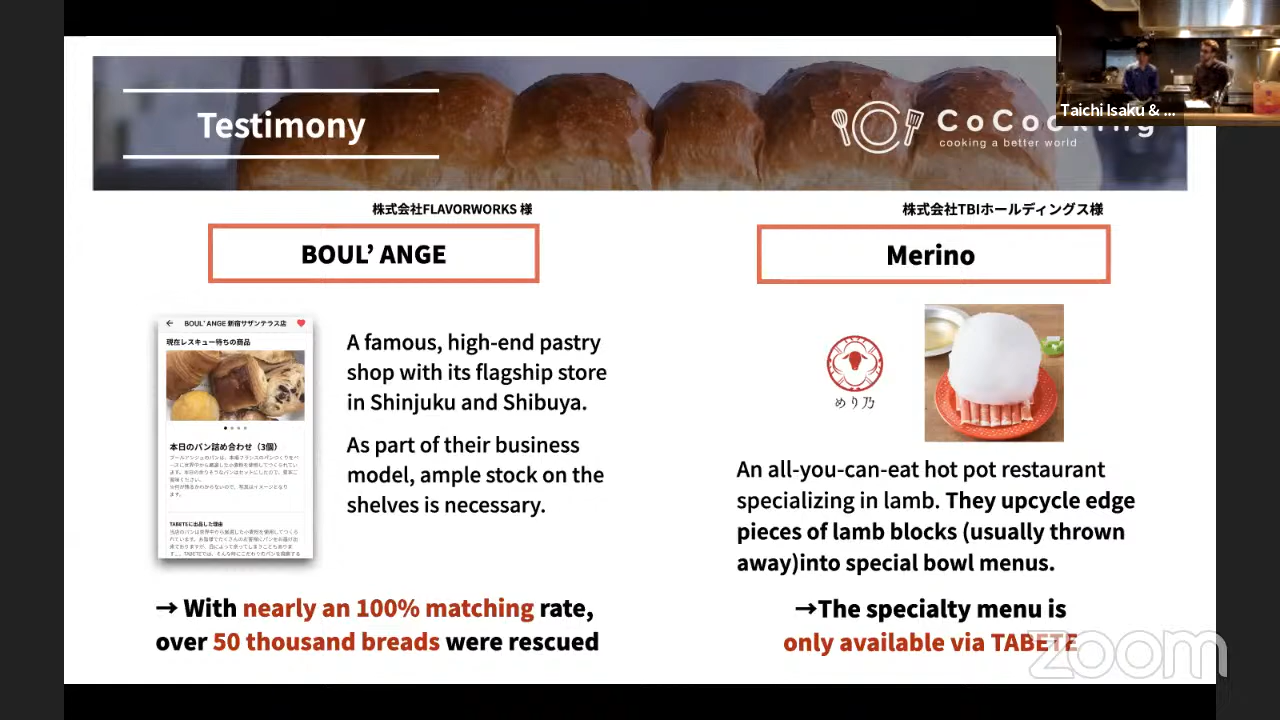 Testimony
CoCooking
cooking a better world
Taichi Isaku & ...
株式会社FLAVORWORKS 様
BOUL’ ANGE
BOUL' ANGE 新宿サザンテラス店
現在レスキュー待ちの商品
本日のパン詰め合わせ（3個）
TABETEに出品した理由
A famous, high-end pastry
shop with its flagship store
in Shinjuku and Shibuya.
As part of their business
model, ample stock on the
shelves is necessary.
→ With nearly an 100% matching rate,
over 50 thousand breads were rescued
株式会社TBIホールディングス様
Merino
めり乃
An all-you-can-eat hot pot restaurant
specializing in lamb. They upcycle edge
pieces of lamb blocks (usually thrown
away)into special bowl menus.
→The specialty menu is
only available via TABETE
zoom